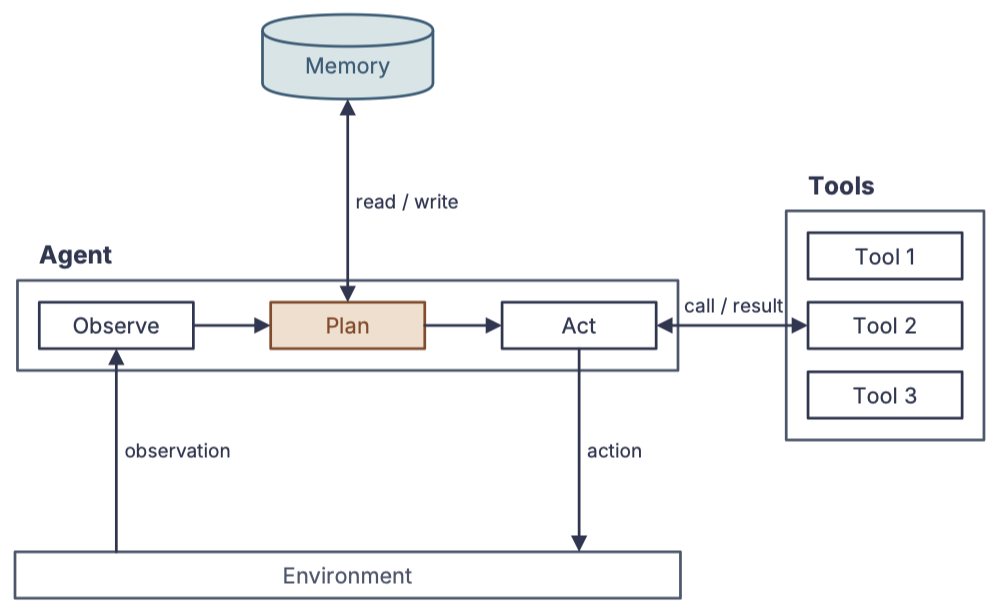 Memory
read / write
Tools
Tool 1
Agent
call / result
Observe
Plan
Act
Tool 2
Tool 3
observation
action
Environment